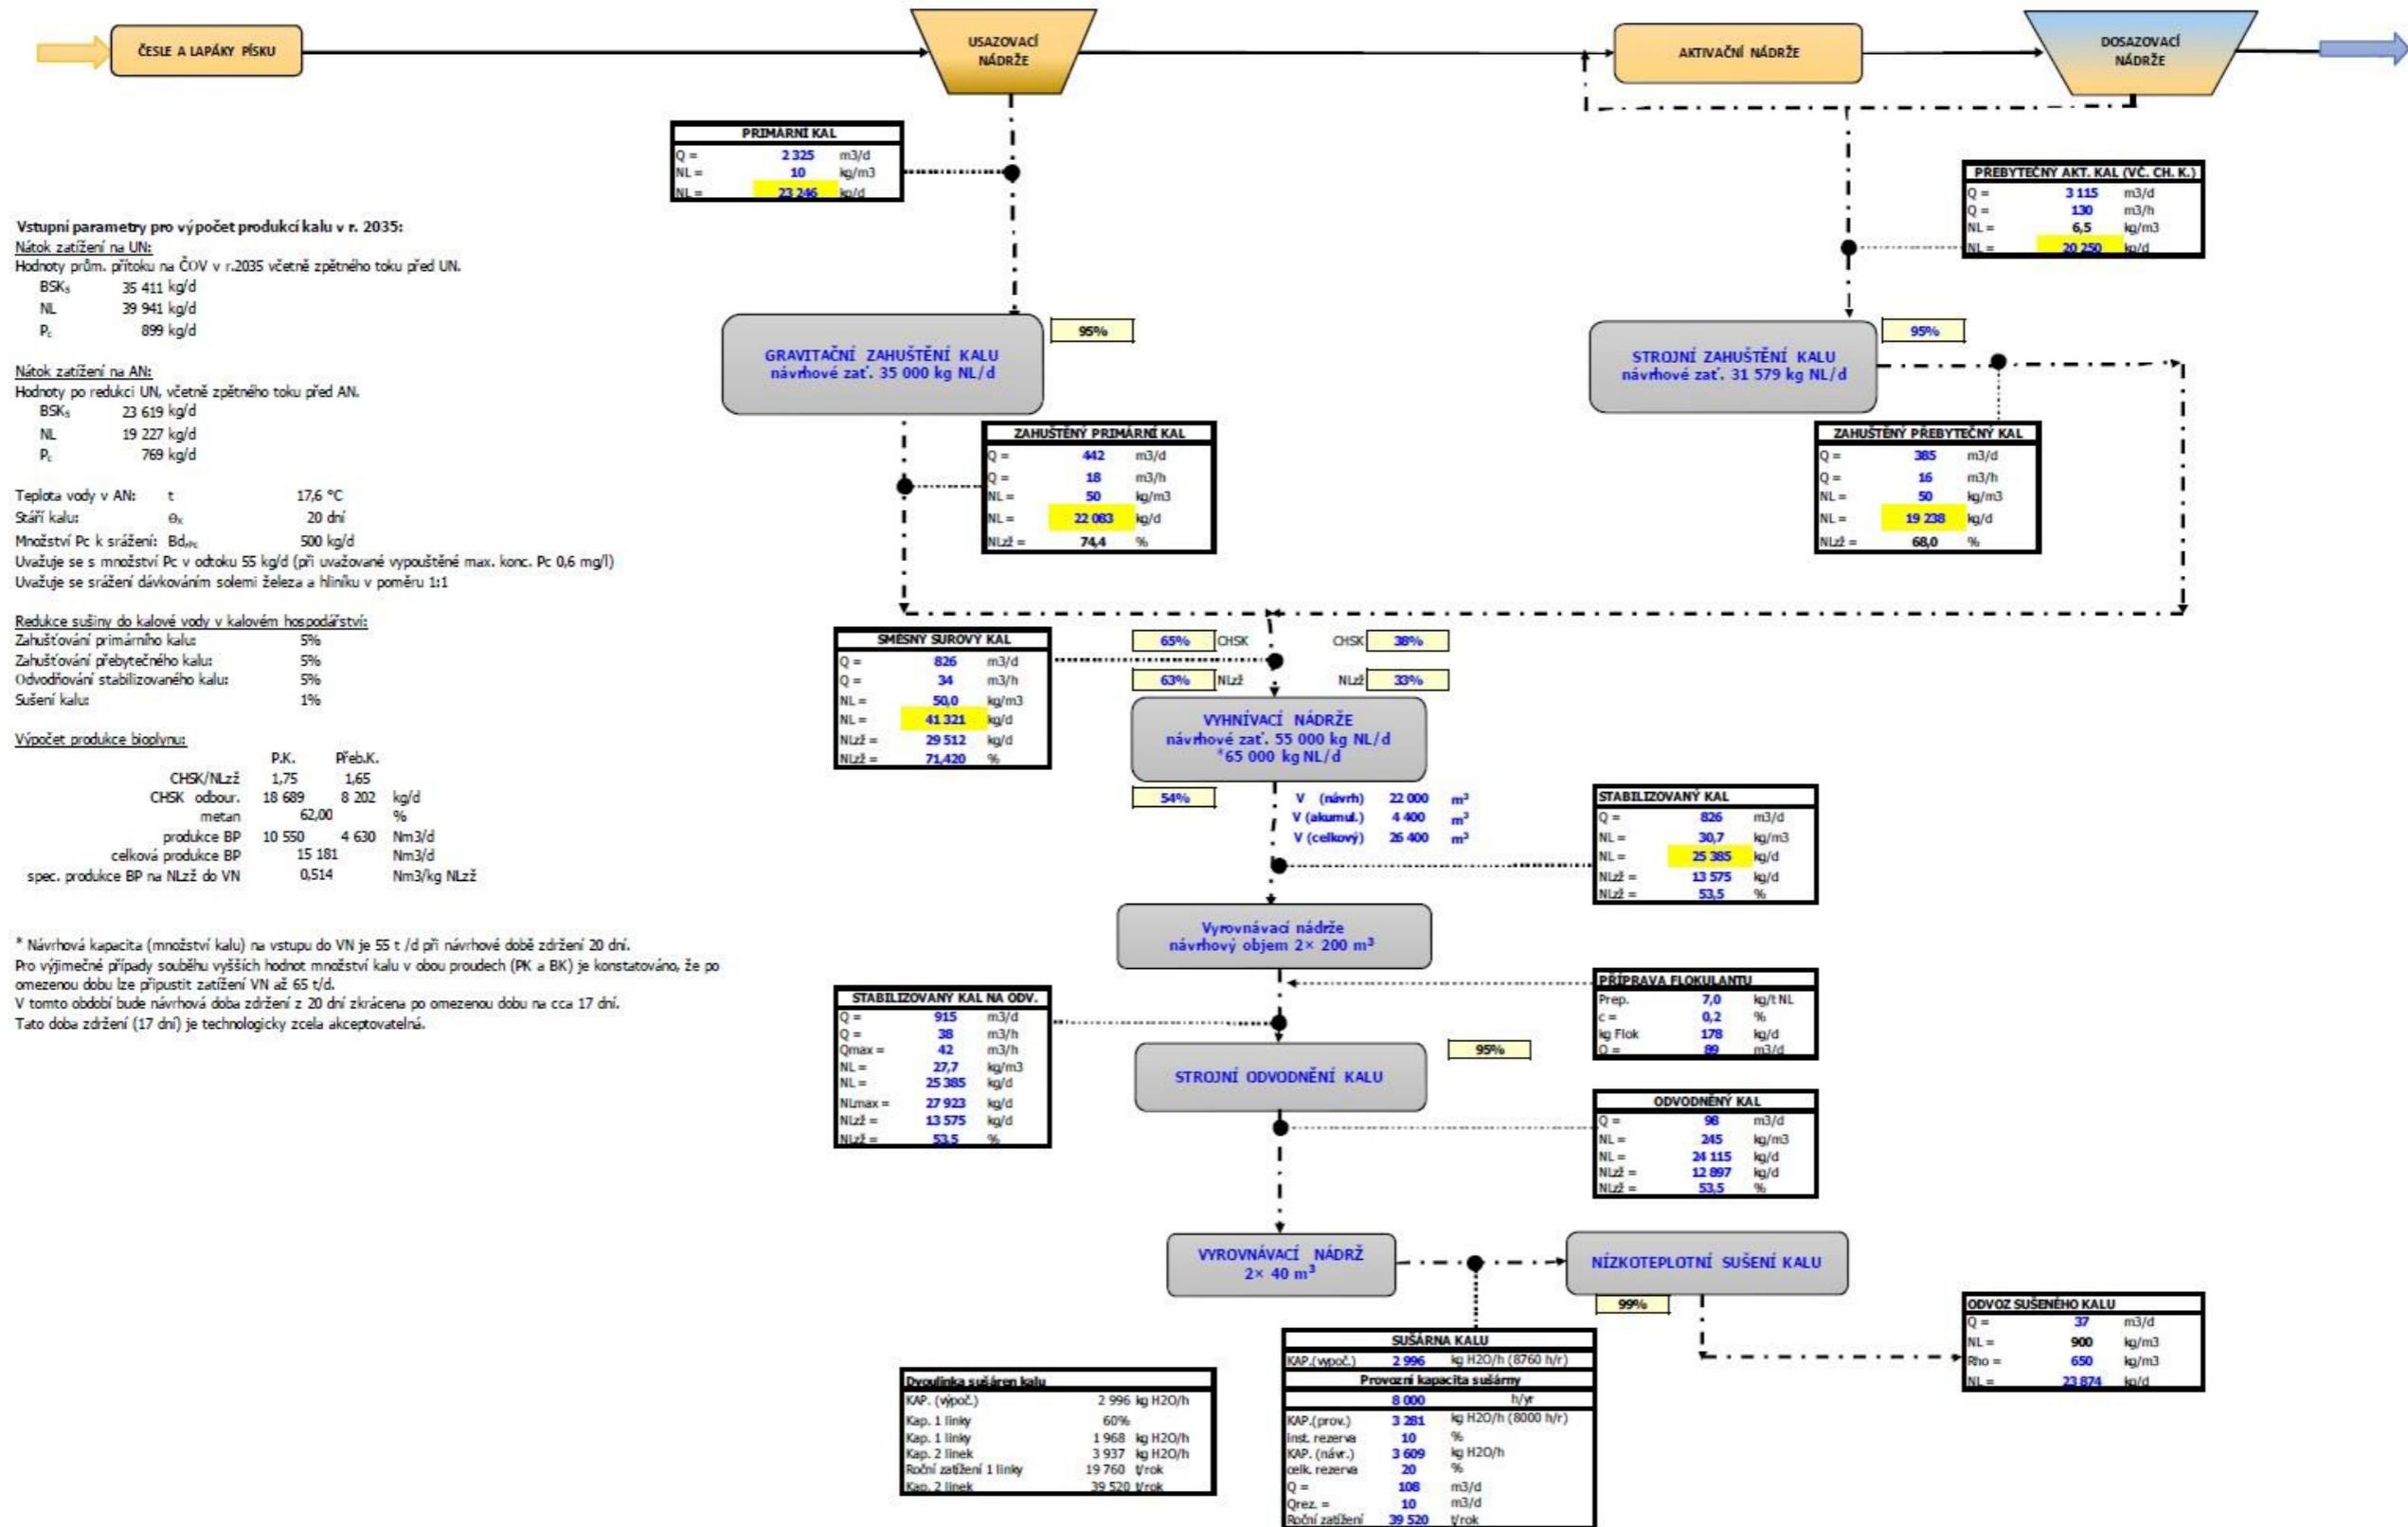 ČESLE A LAPÁKY PÍSKU
USAZOVACÍ
NÁDRŽE
AKTIVAČNÍ NÁDRŽE
DOSAZOVACÍ
NÁDRŽE
PRIMÁRNÍ KAL
Q = 2 325 m3/d
NL = 10 kg/m3
NL = 23 246 kg/d
PŘEBYTEČNÝ AKT. KAL (VČ. CH. K.)
Q = 3 115 m3/d
Q = 130 m3/h
NL = 6,5 kg/m3
NL = 20 250 kg/d
Vstupní parametry pro výpočet produkcí kalu v r. 2035:
Nátok zatížení na UN:
Hodnoty prům. přítoku na ČOV v r.2035 včetně zpětného toku před UN.
BSK₅ 35 411 kg/d
NL 39 941 kg/d
Pc 899 kg/d
Nátok zatížení na AN:
Hodnoty po redukci UN, včetně zpětného toku před AN.
BSK₅ 23 619 kg/d
NL 19 227 kg/d
Pc 769 kg/d
Teplota vody v AN: t 17,6 °C
Stáří kalu: Θx 20 dní
Množství Pc k srážení: Bd,Pc 500 kg/d
Uvažuje se s množství Pc v odtoku 55 kg/d (při uvažované vypouštěné max. konc. Pc 0,6 mg/l)
Uvažuje se srážení dávkováním solemi železa a hliníku v poměru 1:1
Redukce sušiny do kalové vody v kalovém hospodářství:
Zahušťování primárního kalu: 5%
Zahušťování přebytečného kalu: 5%
Odvodňování stabilizovaného kalu: 5%
Sušení kalu: 1%
Výpočet produkce bioplynu:
P.K. Přeb.K.
CHSK/NLzž 1,75 1,65
CHSK odbour. 18 689 8 202 kg/d
metan 62,00 %
produkce BP 10 550 4 630 Nm3/d
celková produkce BP 15 181 Nm3/d
spec. produkce BP na NLzž do VN 0,514 Nm3/kg NLzž
* Návrhová kapacita (množství kalu) na vstupu do VN je 55 t /d při návrhové době zdržení 20 dní.
Pro výjimečné případy souběhu vyšších hodnot množství kalu v obou proudech (PK a BK) je konstatováno, že po
omezenou dobu lze připustit zatížení VN až 65 t/d.
V tomto období bude návrhová doba zdržení z 20 dní zkrácena po omezenou dobu na cca 17 dní.
Tato doba zdržení (17 dní) je technologicky zcela akceptovatelná.
GRAVITAČNÍ ZAHUŠTĚNÍ KALU
návrhové zať. 35 000 kg NL/d
95%
STROJNÍ ZAHUŠTĚNÍ KALU
návrhové zať. 31 579 kg NL/d
95%
ZAHUŠTĚNÝ PRIMÁRNÍ KAL
Q = 442 m3/d
Q = 18 m3/h
NL = 50 kg/m3
NL = 22 083 kg/d
NLzž = 74,4 %
ZAHUŠTĚNÝ PŘEBYTEČNÝ KAL
Q = 385 m3/d
Q = 16 m3/h
NL = 50 kg/m3
NL = 19 238 kg/d
NLzž = 68,0 %
SMĚSNÝ SUROVÝ KAL
Q = 826 m3/d
Q = 34 m3/h
NL = 50,0 kg/m3
NL = 41 321 kg/d
NLzž = 29 512 kg/d
NLzž = 71,420 %
65% CHSK CHSK 38%
63% NLzž NLzž 33%
VYHNÍVACÍ NÁDRŽE
návrhové zať. 55 000 kg NL/d
*65 000 kg NL/d
54%
V (návrh) 22 000 m³
V (akumul.) 4 400 m³
V (celkový) 26 400 m³
STABILIZOVANÝ KAL
Q = 826 m3/d
NL = 30,7 kg/m3
NL = 25 385 kg/d
NLzž = 13 575 kg/d
NLzž = 53,5 %
Vyrovnávací nádrže
návrhový objem 2× 200 m³
PŘÍPRAVA FLOKULANTU
Prep. 7,0 kg/t NL
c = 0,2 %
kg Flok 178 kg/d
Q = 89 m3/d
STABILIZOVANÝ KAL NA ODV.
Q = 915 m3/d
Q = 38 m3/h
Qmax = 42 m3/h
NL = 27,7 kg/m3
NL = 25 385 kg/d
NLmax = 27 923 kg/d
NLzž = 13 575 kg/d
NLzž = 53,5 %
STROJNÍ ODVODNĚNÍ KALU
95%
ODVODNĚNÝ KAL
Q = 98 m3/d
NL = 245 kg/m3
NL = 24 115 kg/d
NLzž = 12 897 kg/d
NLzž = 53,5 %
VYROVNÁVACÍ NÁDRŽ
2× 40 m³
NÍZKOTEPLOTNÍ SUŠENÍ KALU
99%
ODVOZ SUŠENÉHO KALU
Q = 37 m3/d
NL = 900 kg/m3
Rho = 650 kg/m3
NL = 23 874 kg/d
SUŠÁRNA KALU
KAP.(vypoč.) 2 996 kg H2O/h (8760 h/r)
Provozní kapacita sušárny
8 000 h/yr
KAP.(prov.) 3 281 kg H2O/h (8000 h/r)
inst. rezerva 10 %
KAP. (návr.) 3 609 kg H2O/h
celk. rezerva 20 %
Q = 108 m3/d
Qrez. = 10 m3/d
Roční zatížení 39 520 t/rok
Dvoulinka sušáren kalu
KAP. (výpoč.) 2 996 kg H2O/h
Kap. 1 linky 60%
Kap. 1 linky 1 968 kg H2O/h
Kap. 2 linek 3 937 kg H2O/h
Roční zatížení 1 linky 19 760 t/rok
Kap. 2 linek 39 520 t/rok